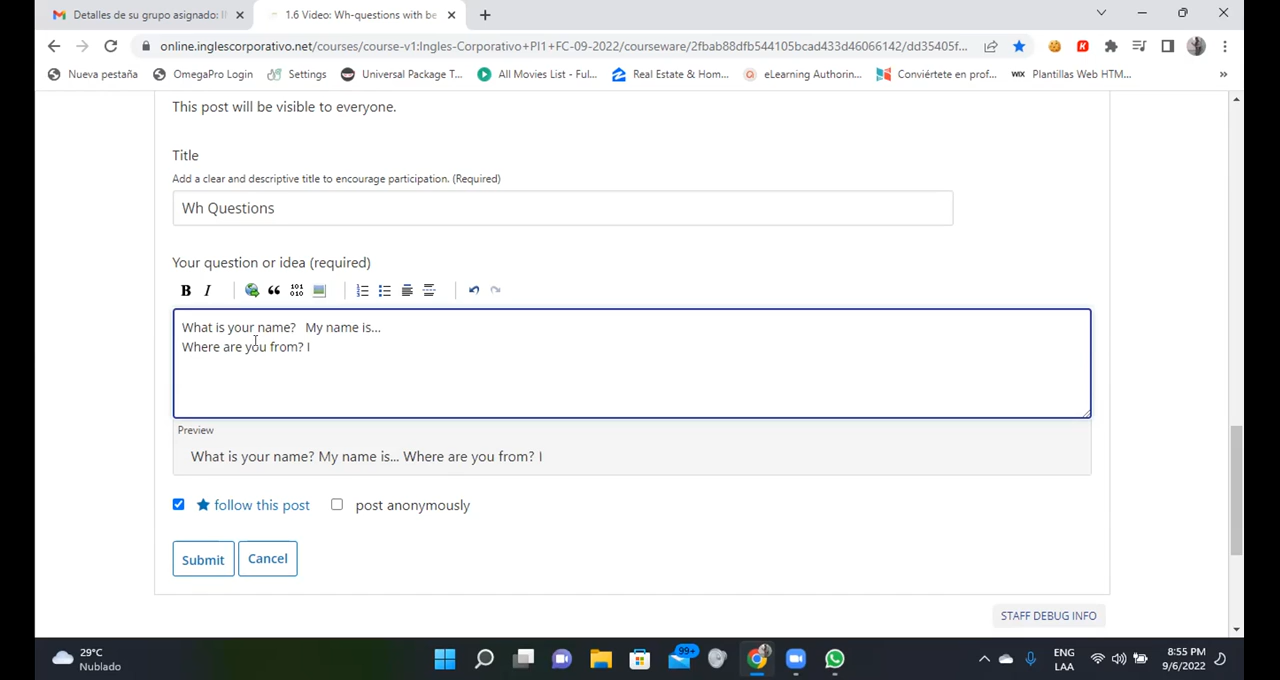 Detalles de su grupo asignado: II
1.6 Video: Wh-questions with be
online.inglescorporativo.net/courses/course-v1:Ingles-Corporativo+PI1+FC-09-2022/courseware/2fbab88dfb544105bcad433d46066142/dd35405f...
Nueva pestaña
OmegaPro Login
Settings
Universal Package T...
All Movies List - Ful...
Real Estate & Hom...
eLearning Authorin...
Conviértete en prof...
WIX Plantillas Web HTM...
»
This post will be visible to everyone.
Title
Add a clear and descriptive title to encourage participation. (Required)
Wh Questions
Your question or idea (required)
B I
What is your name?   My name is...
Where are you from? I
Preview
What is your name? My name is... Where are you from? I
follow this post
post anonymously
Submit
Cancel
STAFF DEBUG INFO
29°C
Nublado
99+
ENG
LAA
8:55 PM
9/6/2022